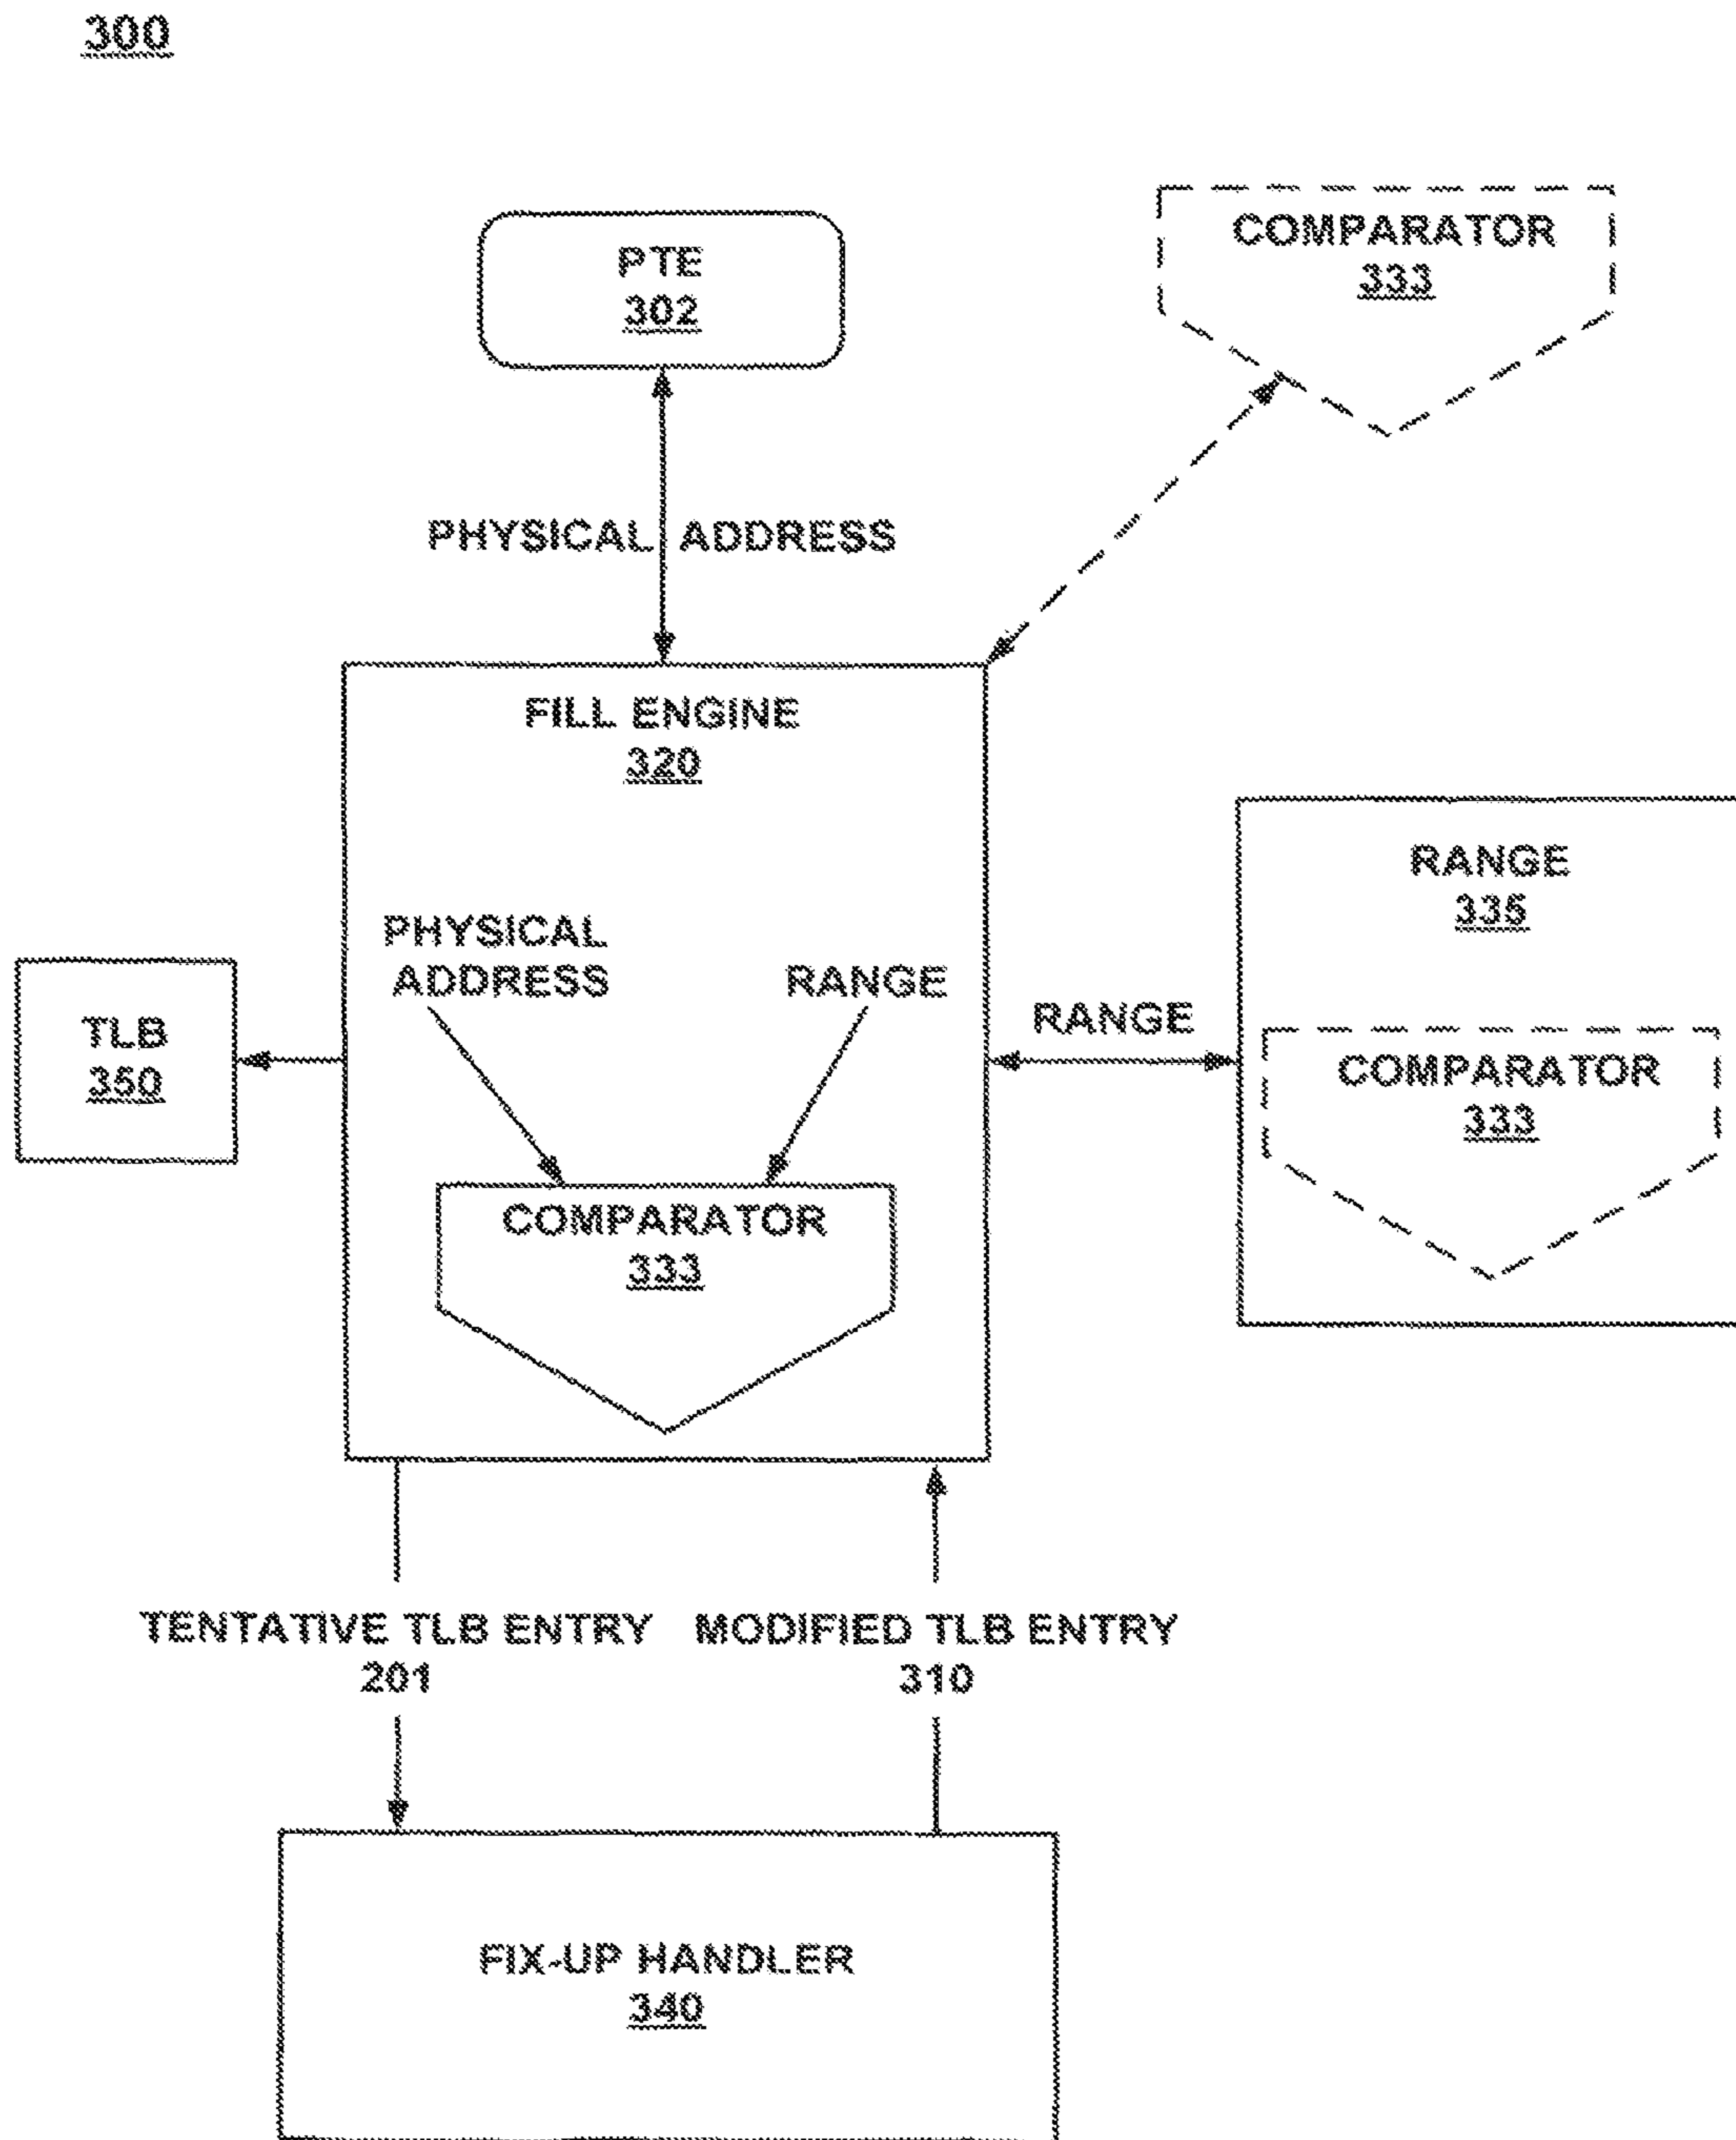 300
PTE
302
COMPARATOR
333
PHYSICAL ADDRESS
FILL ENGINE
320
RANGE
335
PHYSICAL
ADDRESS
RANGE
RANGE
TLB
350
COMPARATOR
333
COMPARATOR
333
TENTATIVE TLB ENTRY
201
MODIFIED TLB ENTRY
310
FIX-UP HANDLER
340